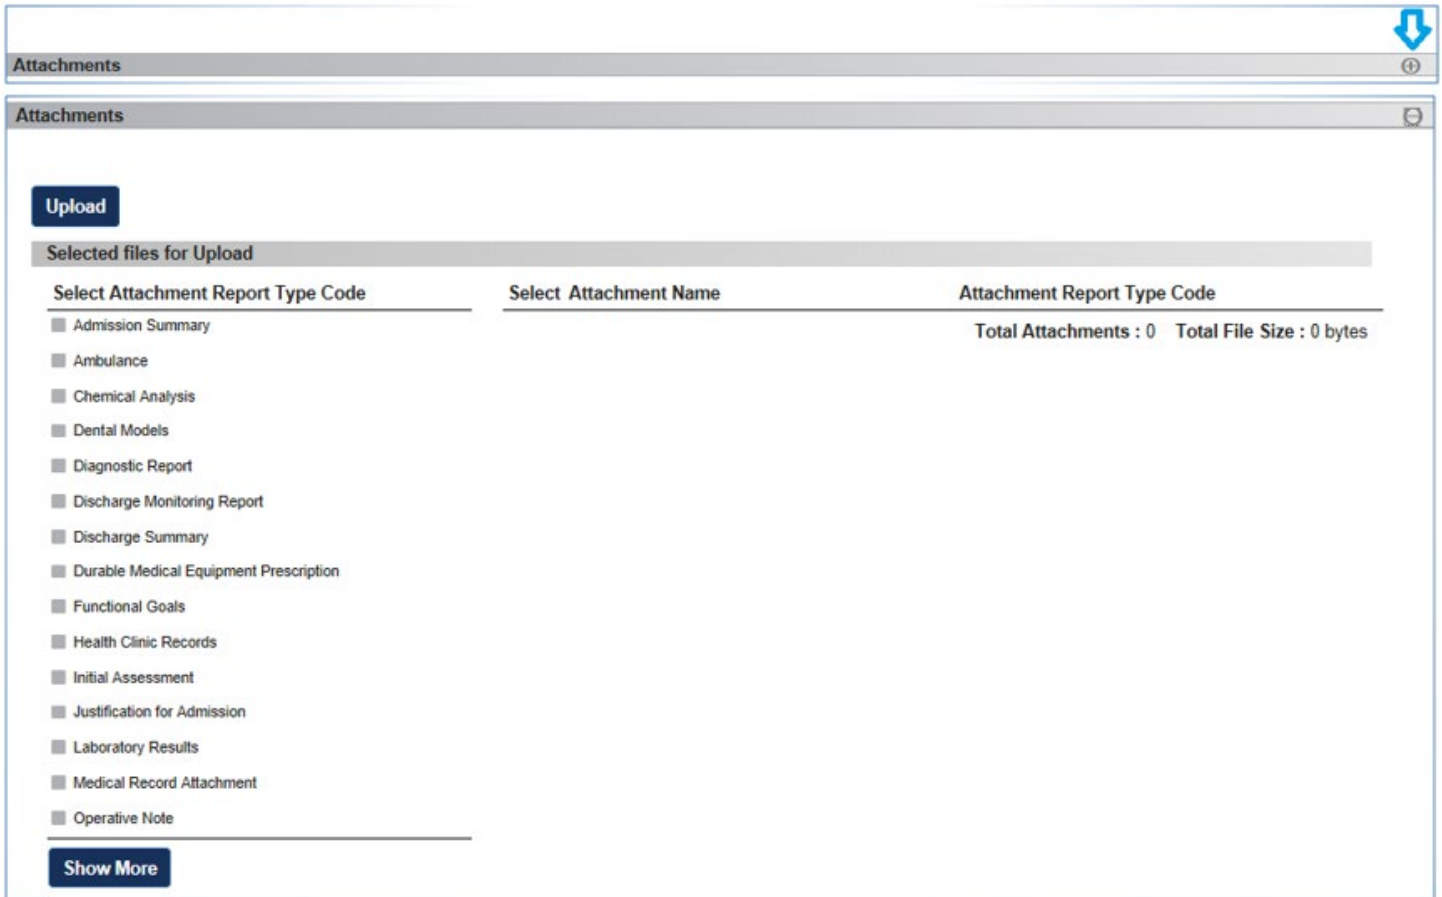 Attachments
Attachments
Upload
Selected files for Upload
Select Attachment Report Type Code
Select Attachment Name
Attachment Report Type Code
Total Attachments : 0 Total File Size : 0 bytes
Admission Summary
Ambulance
Chemical Analysis
Dental Models
Diagnostic Report
Discharge Monitoring Report
Discharge Summary
Durable Medical Equipment Prescription
Functional Goals
Health Clinic Records
Initial Assessment
Justification for Admission
Laboratory Results
Medical Record Attachment
Operative Note
Show More